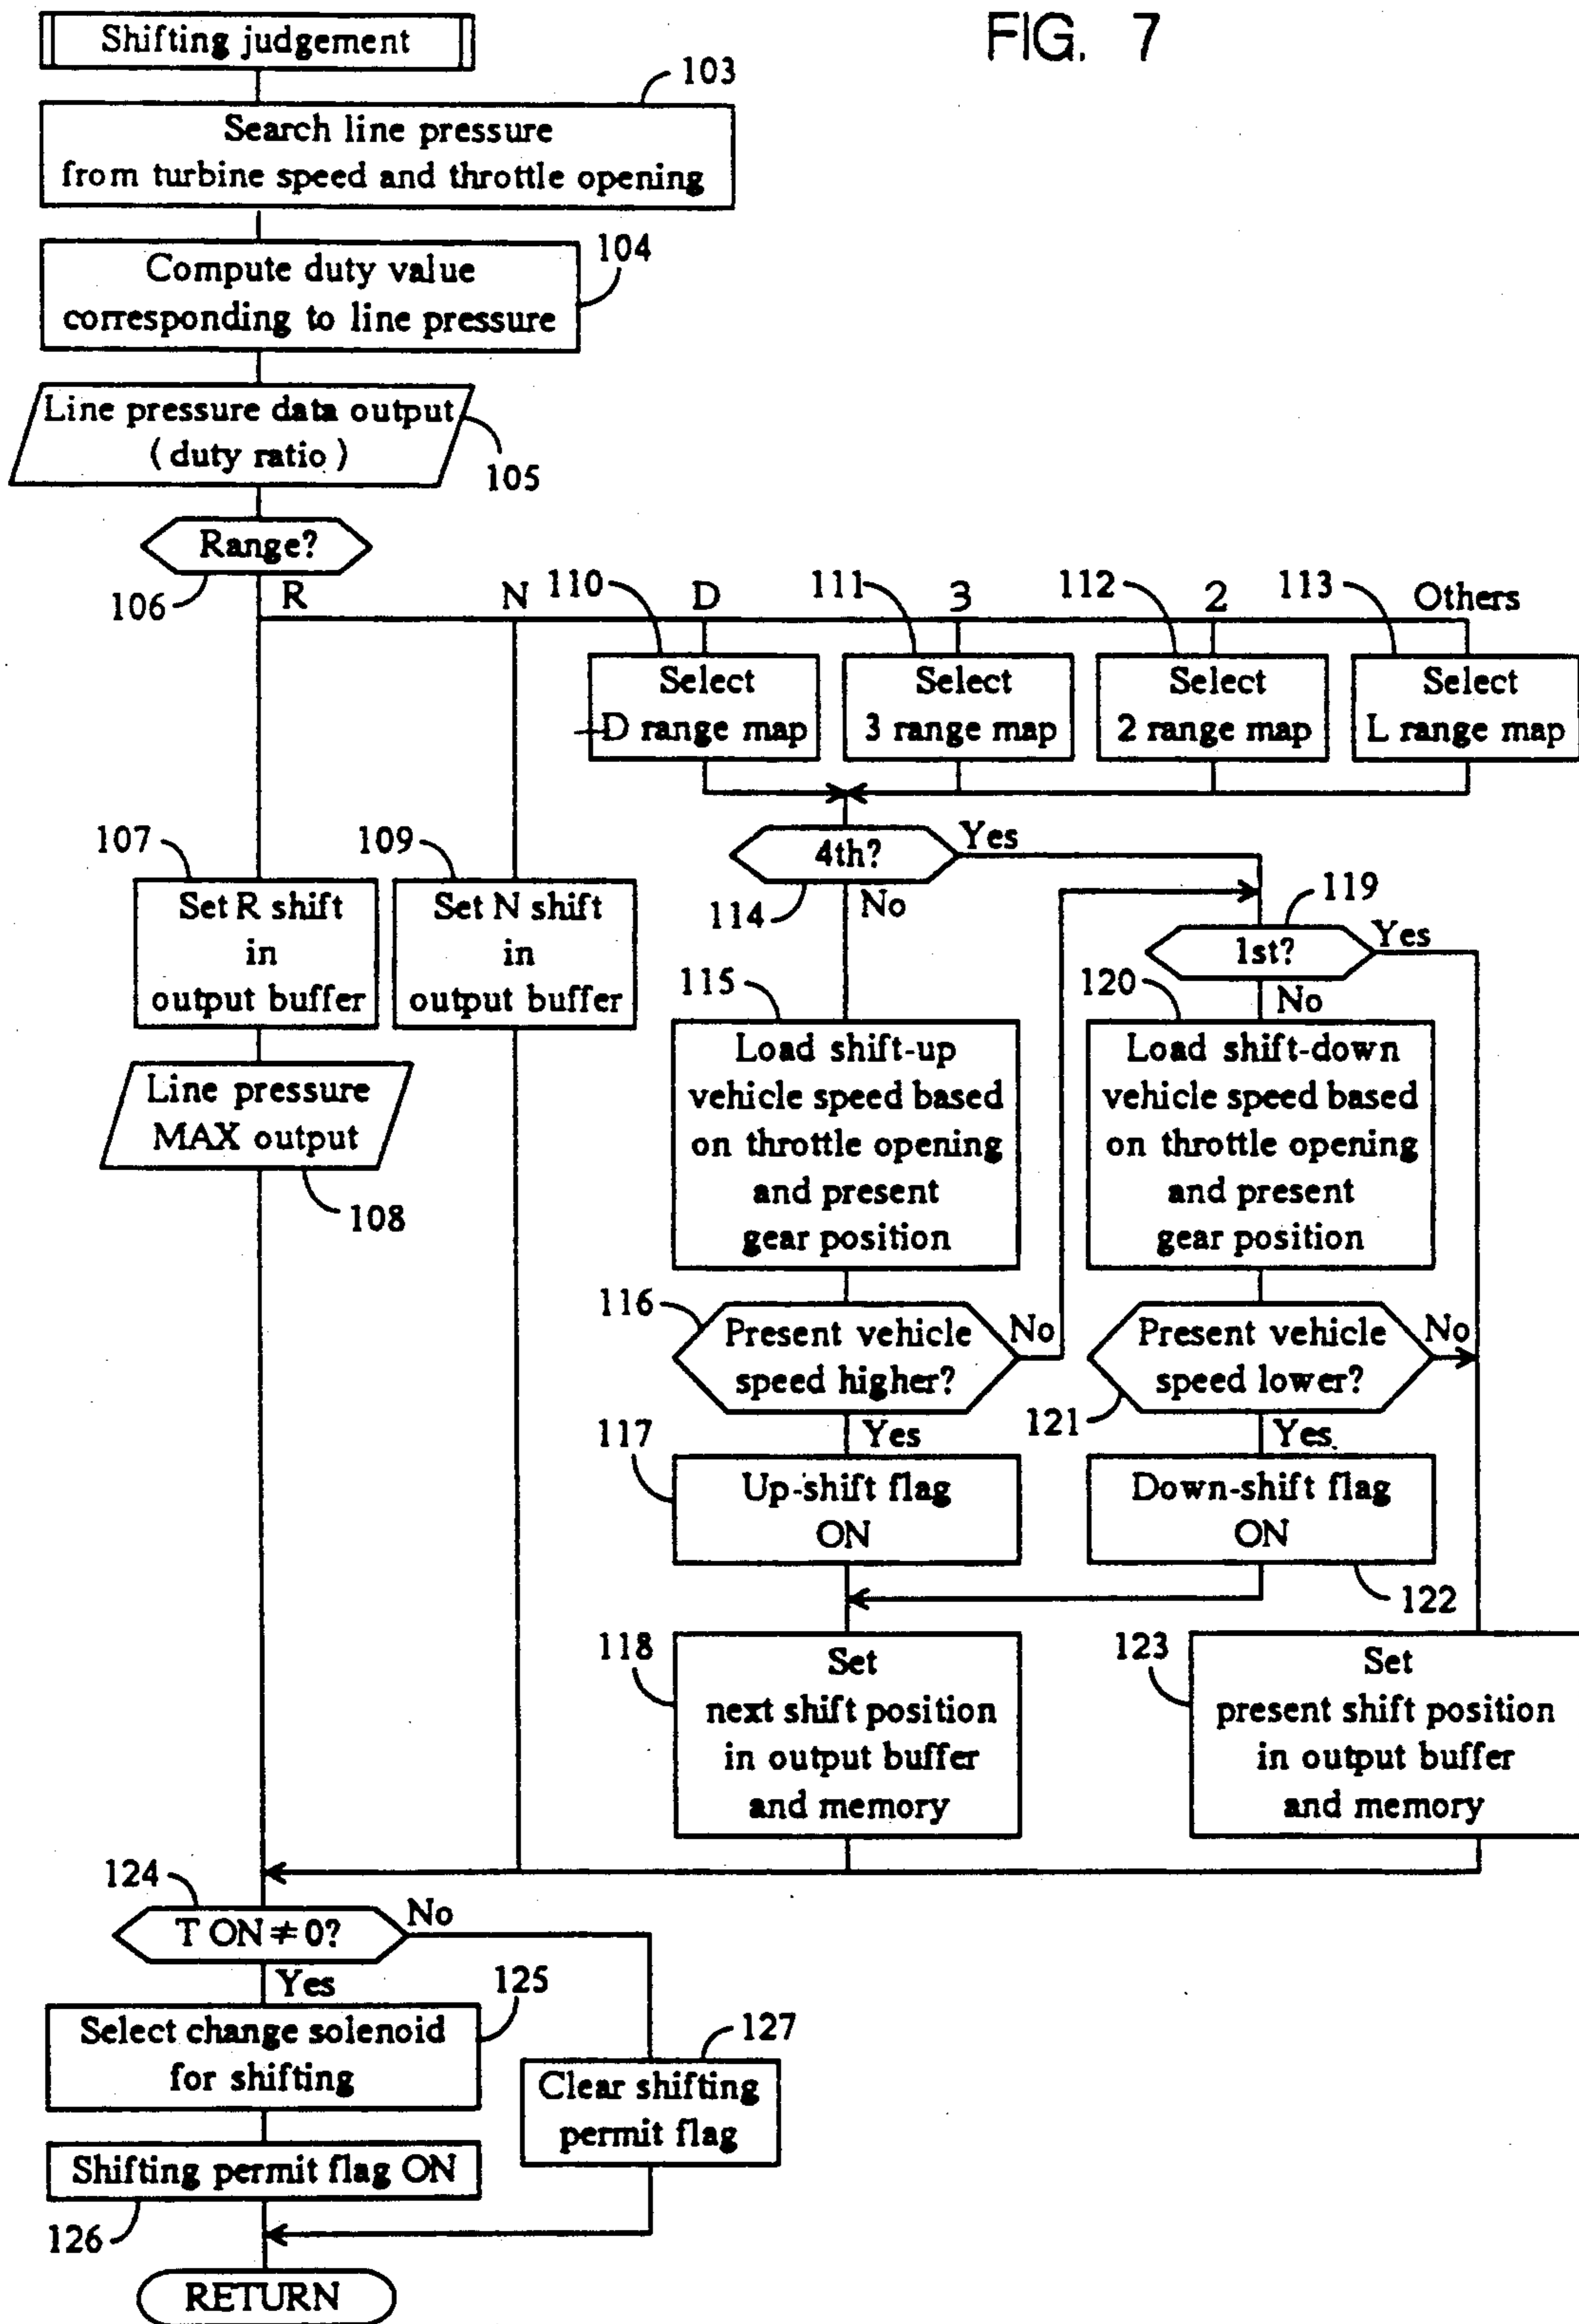 FIG. 7
Shifting judgement
103
Search line pressure
from turbine speed and throttle opening
104
Compute duty value
corresponding to line pressure
Line pressure data output
(duty ratio)
105
Range?
106
R
N
110
D
111
3
112
2
113
Others
Select
D range map
Select
3 range map
Select
2 range map
Select
L range map
107
Set R shift
in
output buffer
109
Set N shift
in
output buffer
Line pressure
MAX output
108
4th?
Yes
114
No
119
1st?
Yes
No
115
Load shift-up
vehicle speed based
on throttle opening
and present
gear position
120
Load shift-down
vehicle speed based
on throttle opening
and present
gear position
116
Present vehicle
speed higher?
No
Yes
Present vehicle
speed lower?
No
121
Yes
117
Up-shift flag
ON
Down-shift flag
ON
122
118
Set
next shift position
in output buffer
and memory
123
Set
present shift position
in output buffer
and memory
124
T ON ≠ 0?
No
Yes
125
Select change solenoid
for shifting
127
Clear shifting
permit flag
Shifting permit flag ON
126
RETURN